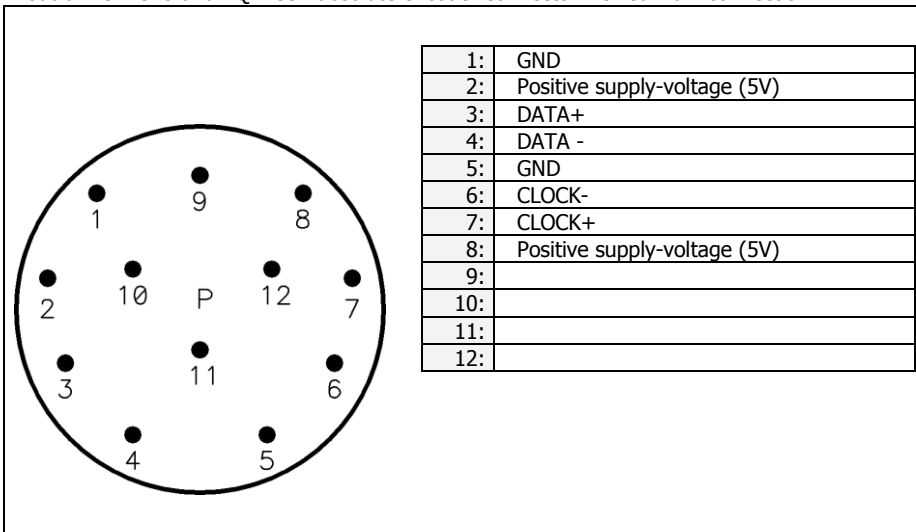 1: GND
2: Positive supply-voltage (5V)
3: DATA+
4: DATA -
5: GND
6: CLOCK-
7: CLOCK+
8: Positive supply-voltage (5V)
9:
10:
11:
12:
9
1 8
10 P 12
2 7
11
3 6
4 5